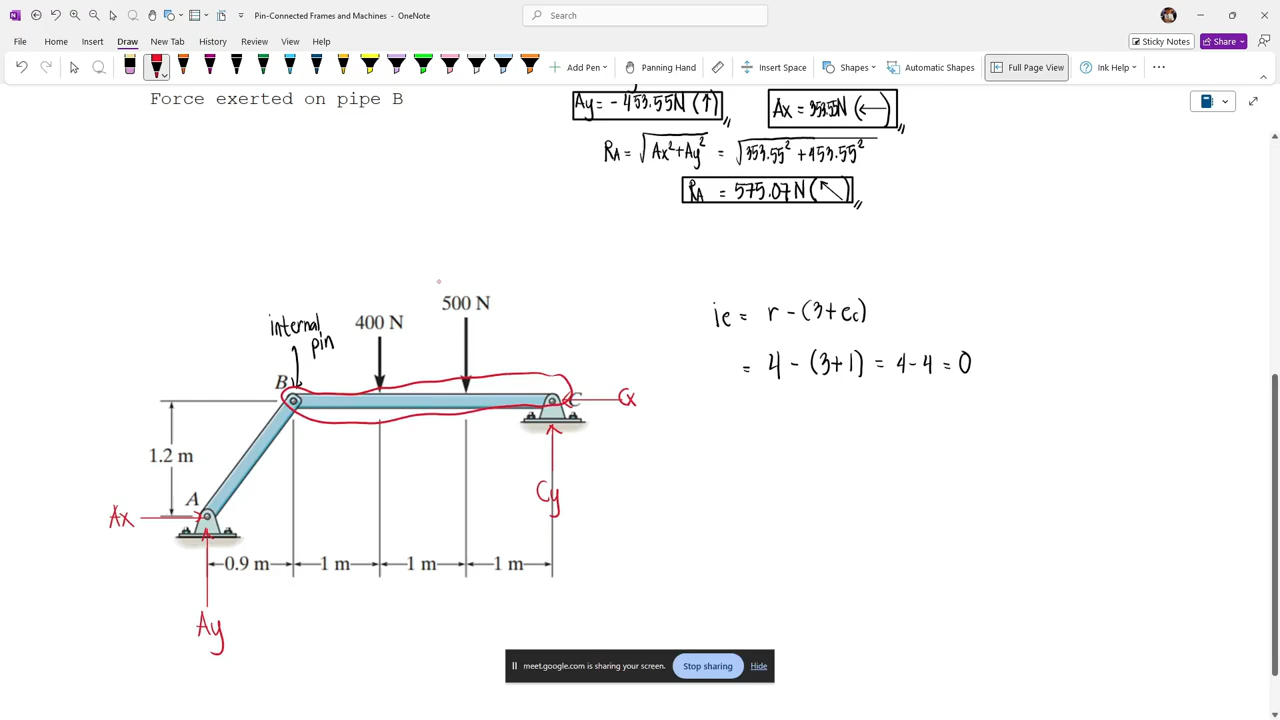 Pin-Connected Frames and Machines - OneNote
Search
File Home Insert Draw New Tab History Review View Help
Sticky Notes
Share
Add Pen
Panning Hand
Insert Space
Shapes
Automatic Shapes
Full Page View
Ink Help
Force exerted on pipe B
Ay = - 453.55N (↑)
Ax = 353.55N (←)
RA = √Ax²+Ay² = √353.55² + 453.55²
RA = 575.07 N (↖)
500 N
internal
pin
400 N
ie = r - (3 + ec)
= 4 - (3+1) = 4 - 4 = 0
B
C
Cx
1.2 m
A
Cy
Ax
0.9 m
1 m
1 m
1 m
Ay
meet.google.com is sharing your screen.
Stop sharing
Hide